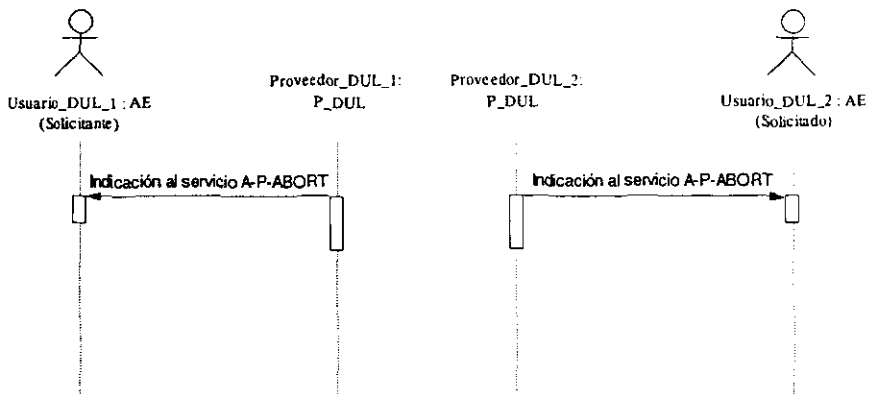 Proveedor_DUL_1: Proveedor_DUL_2:
Usuario_DUL_1 : AE P_DUL P_DUL Usuario_DUL_2 : AE
(Solicitante) (Solicitado)
Indicación al servicio A-P-ABORT Indicación al servicio A-P-ABORT